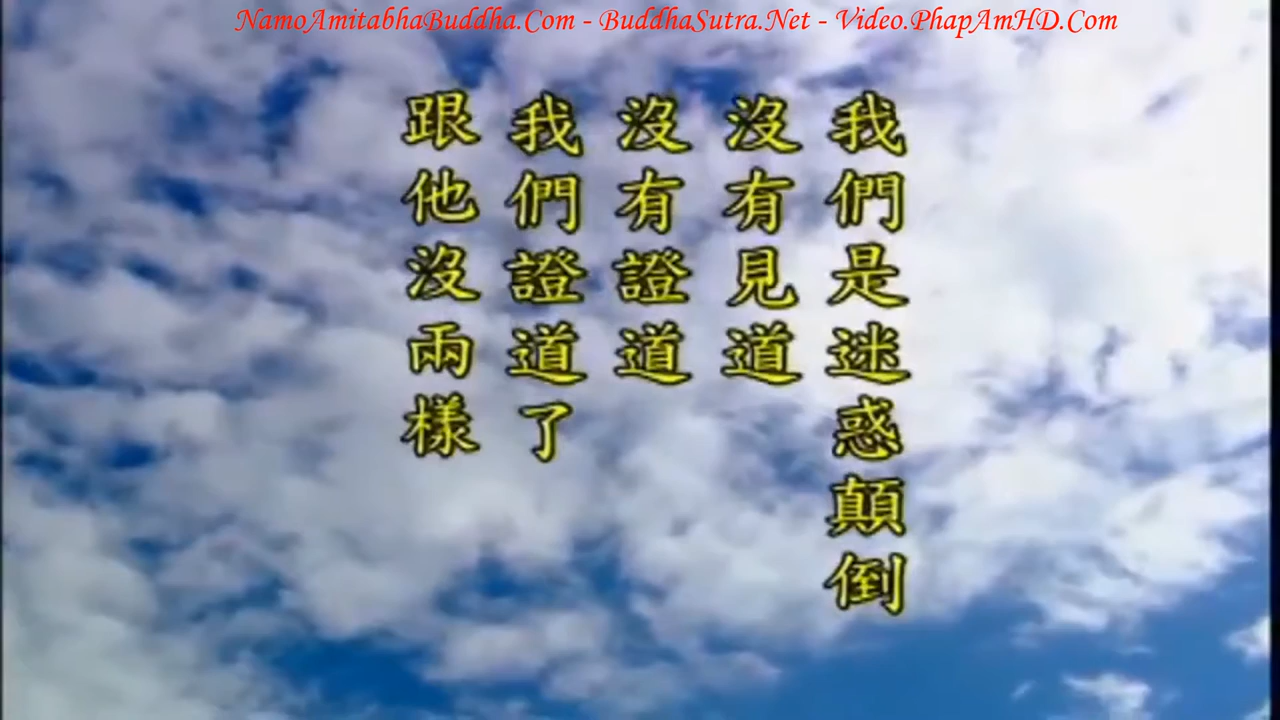 NamoAmitabhaBuddha.Com - BuddhaSutra.Net - Video.PhapAmHD.Com
我們是迷惑顛倒
沒有見道
沒有證道
我們證道了
跟他沒兩樣